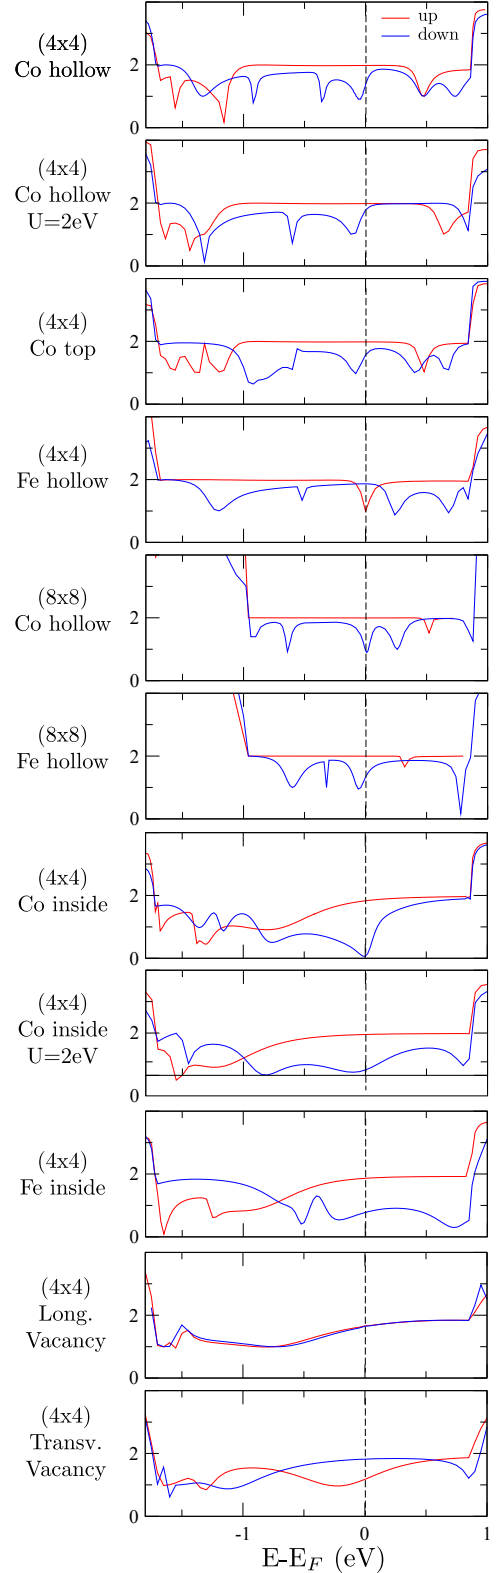 up
down
(4x4)
Co hollow
2
0
(4x4)
Co hollow
U=2eV
2
0
(4x4)
Co top
2
0
(4x4)
Fe hollow
2
0
(8x8)
Co hollow
2
0
(8x8)
Fe hollow
2
0
(4x4)
Co inside
2
0
(4x4)
Co inside
U=2eV
2
0
(4x4)
Fe inside
2
0
(4x4)
Long.
Vacancy
2
0
(4x4)
Transv.
Vacancy
2
0
-1 0 1
E-E_F (eV)